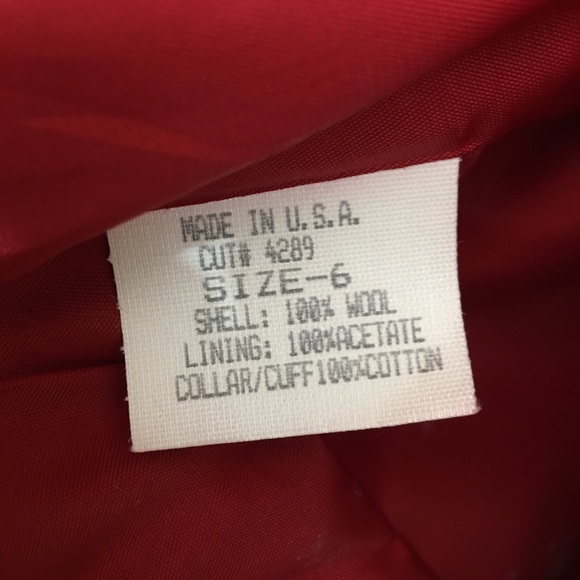 MADE IN U.S.A.
CUT# 4289
SIZE-6
SHELL: 100% WOOL
LINING: 100%ACETATE
COLLAR/CUFF100%COTTON